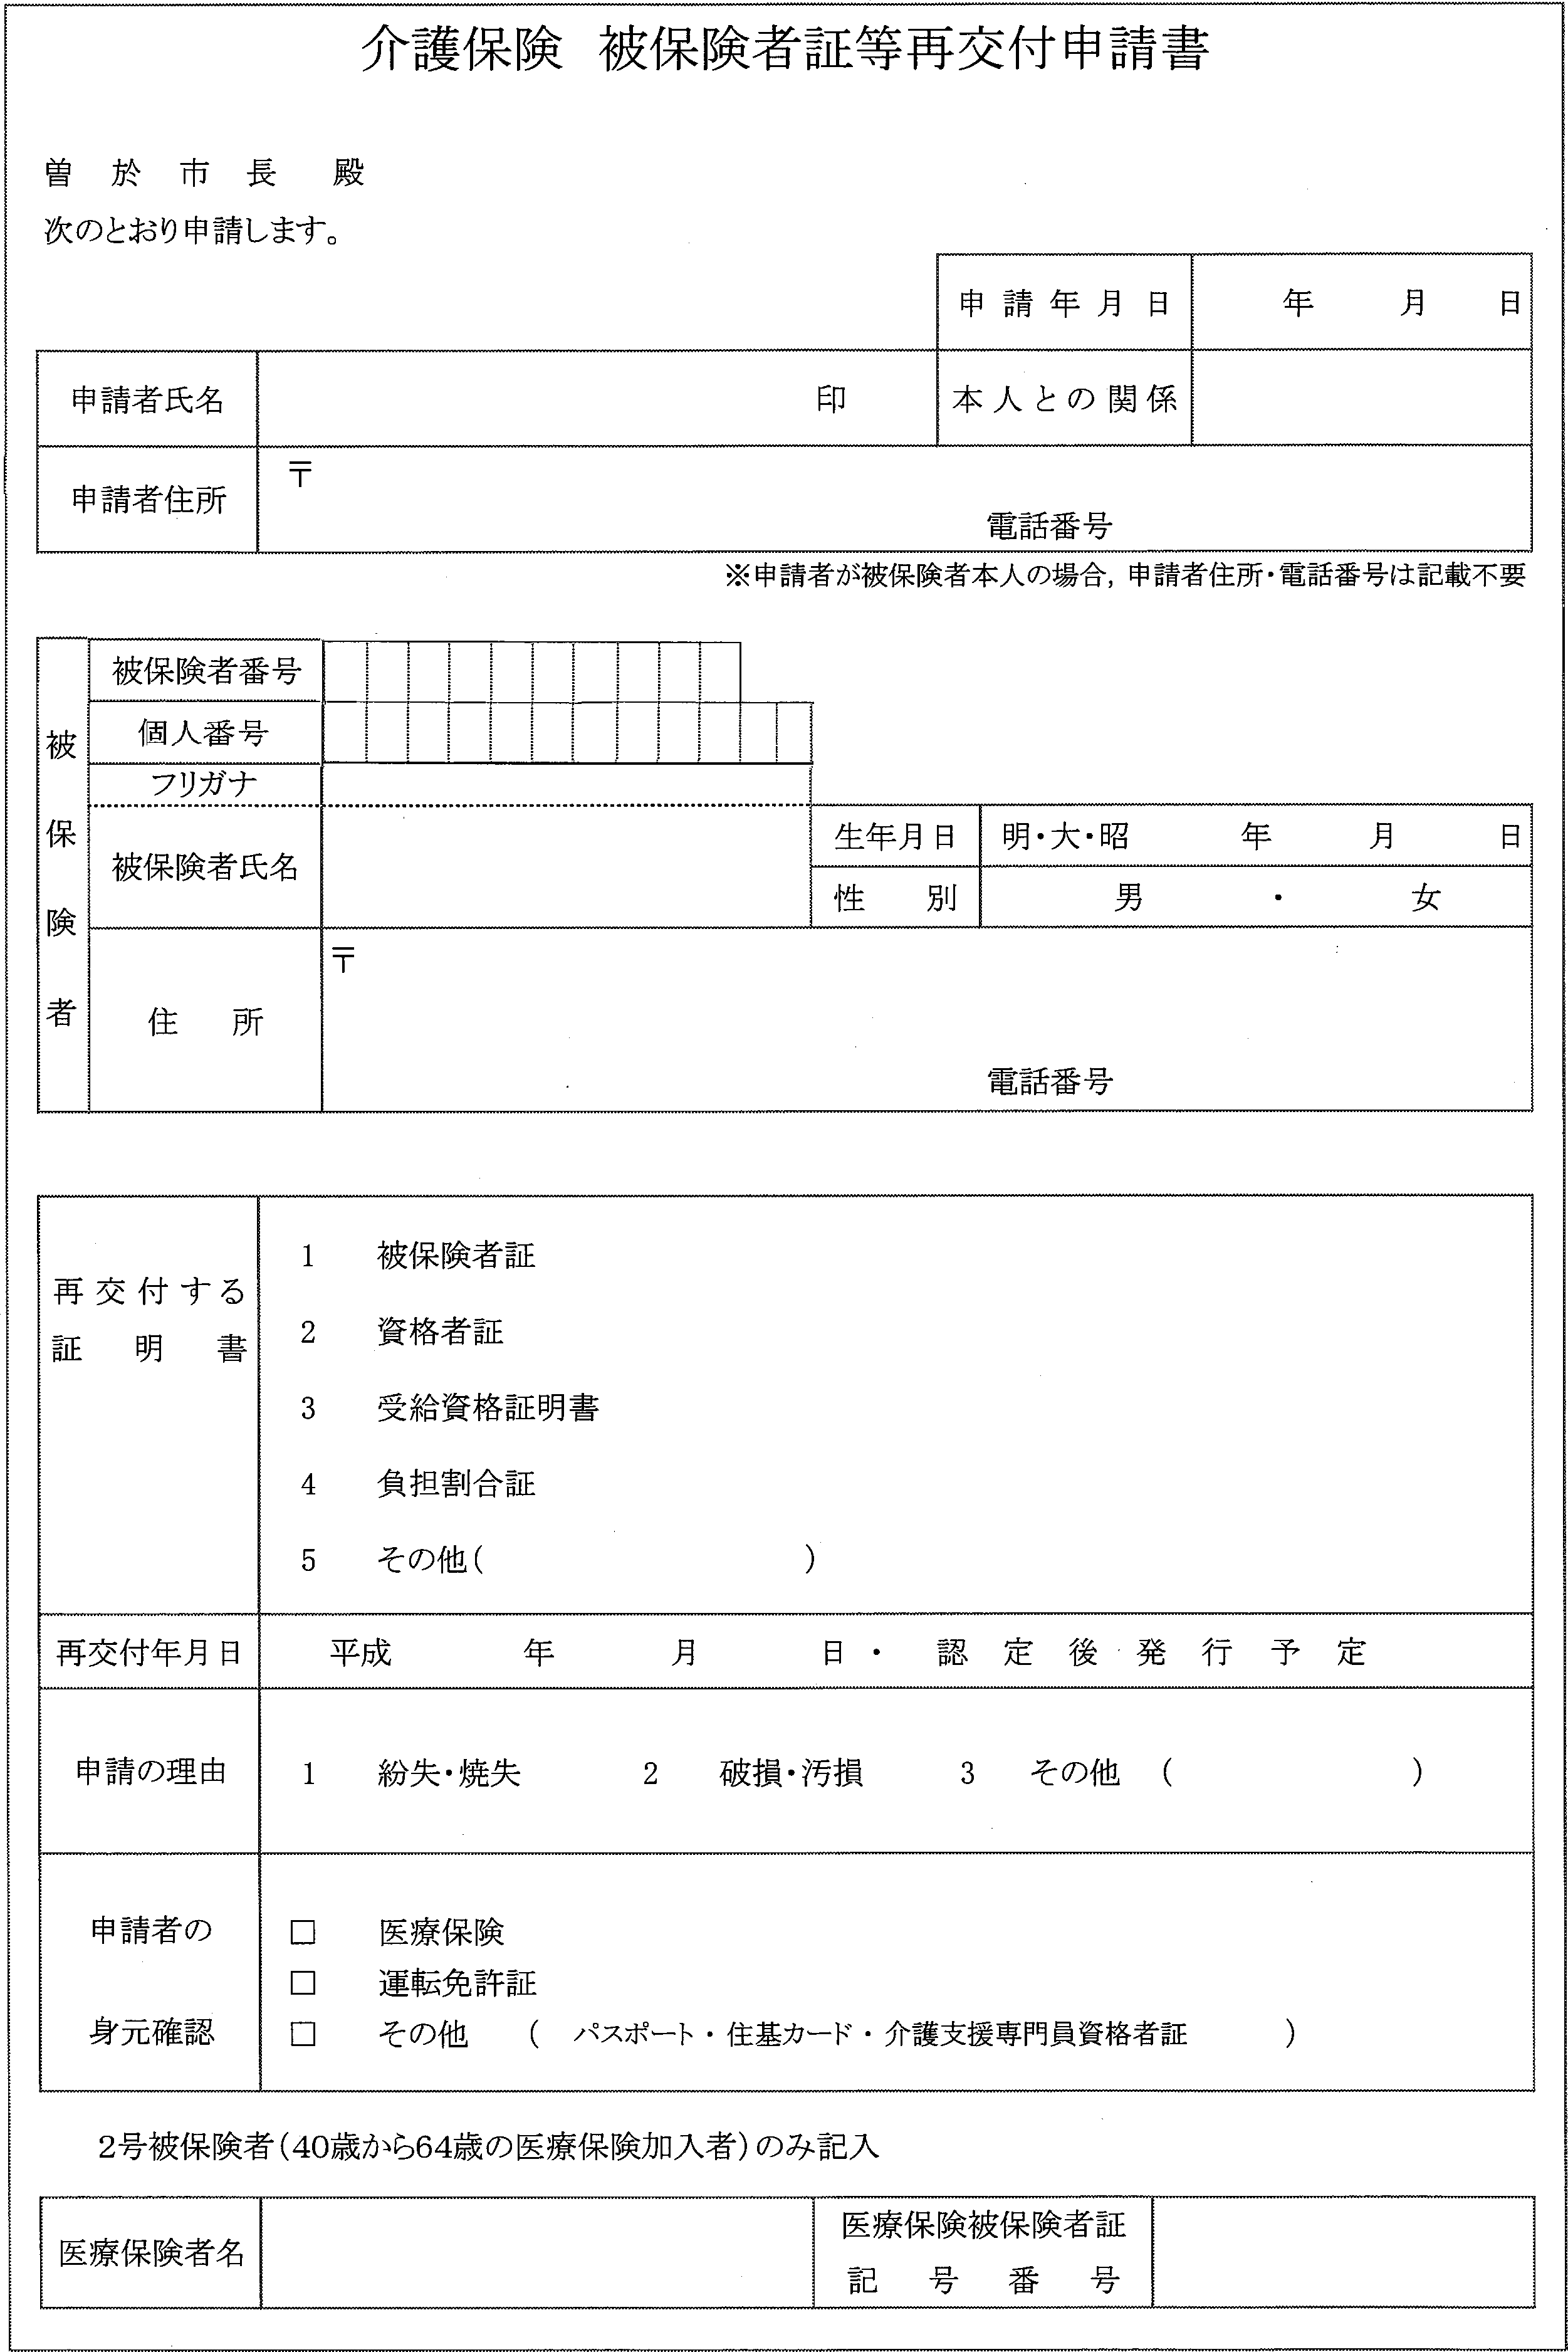 介護保険 被保険者証等再交付申請書
曽於市長 殿
次のとおり申請します。
申請年月日 年 月 日
申請者氏名 印 本人との関係
申請者住所 〒
電話番号
※申請者が被保険者本人の場合，申請者住所・電話番号は記載不要
被保険者
被保険者番号
個人番号
フリガナ
被保険者氏名
生年月日 明・大・昭 年 月 日
性別 男 ・ 女
住所 〒
電話番号
再交付する
証明書
1 被保険者証
2 資格者証
3 受給資格証明書
4 負担割合証
5 その他( )
再交付年月日 平成 年 月 日 ・ 認定後発行予定
申請の理由 1 紛失・焼失 2 破損・汚損 3 その他 ( )
申請者の
身元確認
□ 医療保険
□ 運転免許証
□ その他 ( パスポート ・ 住基カード ・ 介護支援専門員資格者証 )
2号被保険者(40歳から64歳の医療保険加入者)のみ記入
医療保険者名
医療保険被保険者証
記号番号